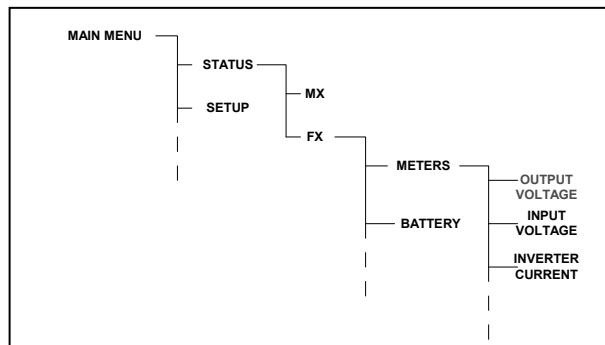 MAIN MENU
STATUS
SETUP
MX
FX
METERS
BATTERY
OUTPUT
VOLTAGE
INPUT
VOLTAGE
INVERTER
CURRENT